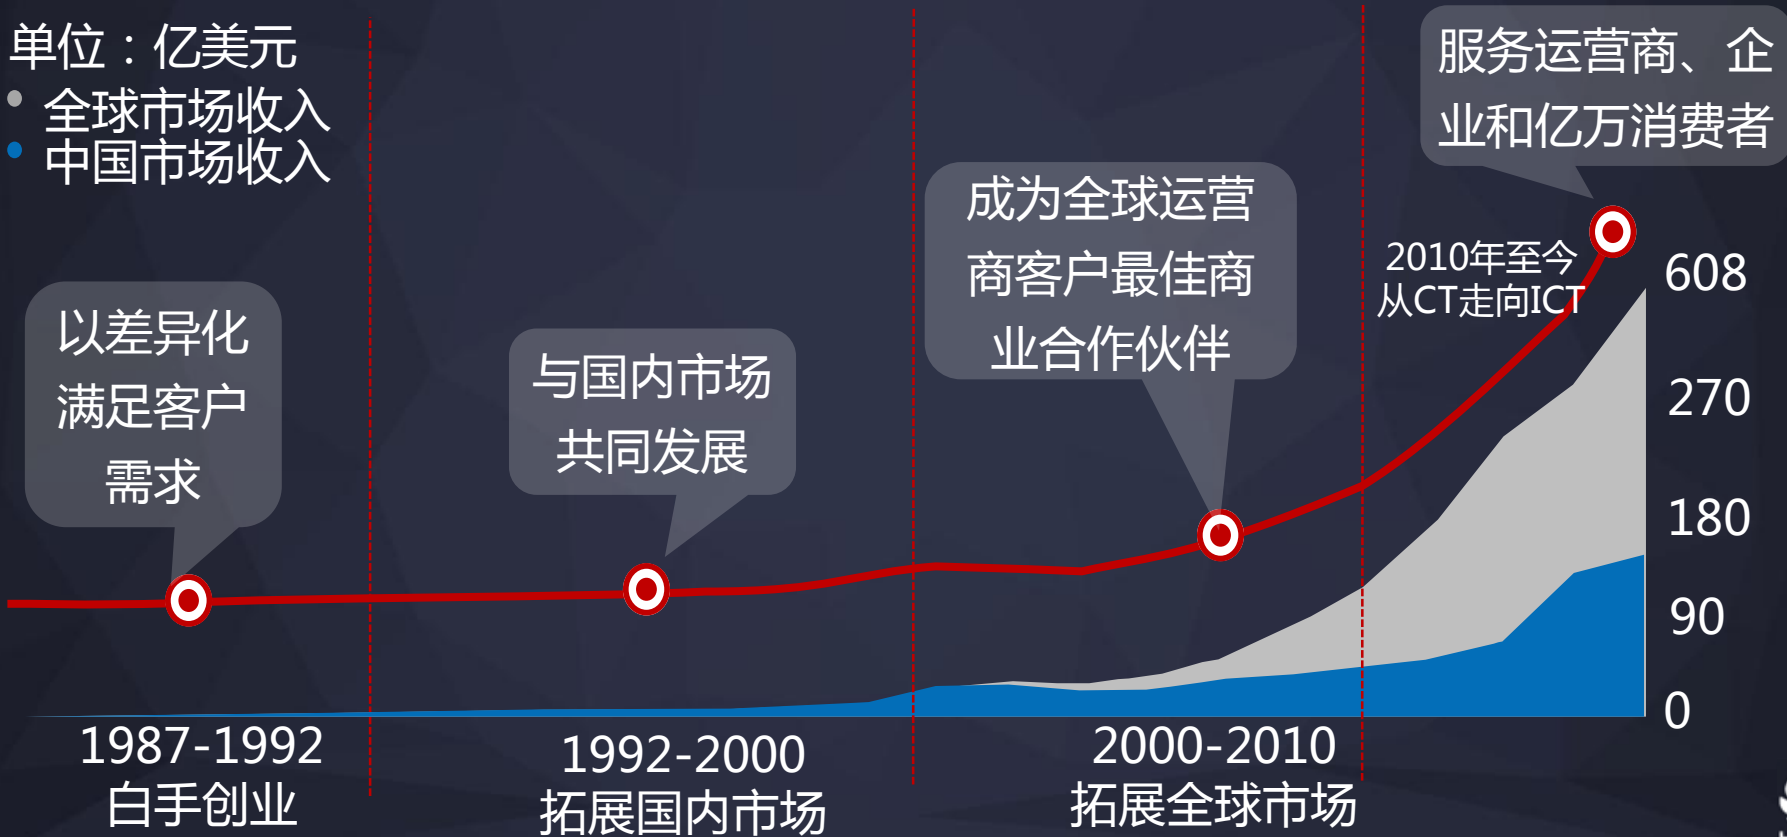 单位：亿美元
全球市场收入
中国市场收入
以差异化
满足客户
需求
与国内市场
共同发展
成为全球运营
商客户最佳商
业合作伙伴
服务运营商、企
业和亿万消费者
2010年至今
从CT走向ICT
608
270
180
90
0
1987-1992
白手创业
1992-2000
拓展国内市场
2000-2010
拓展全球市场